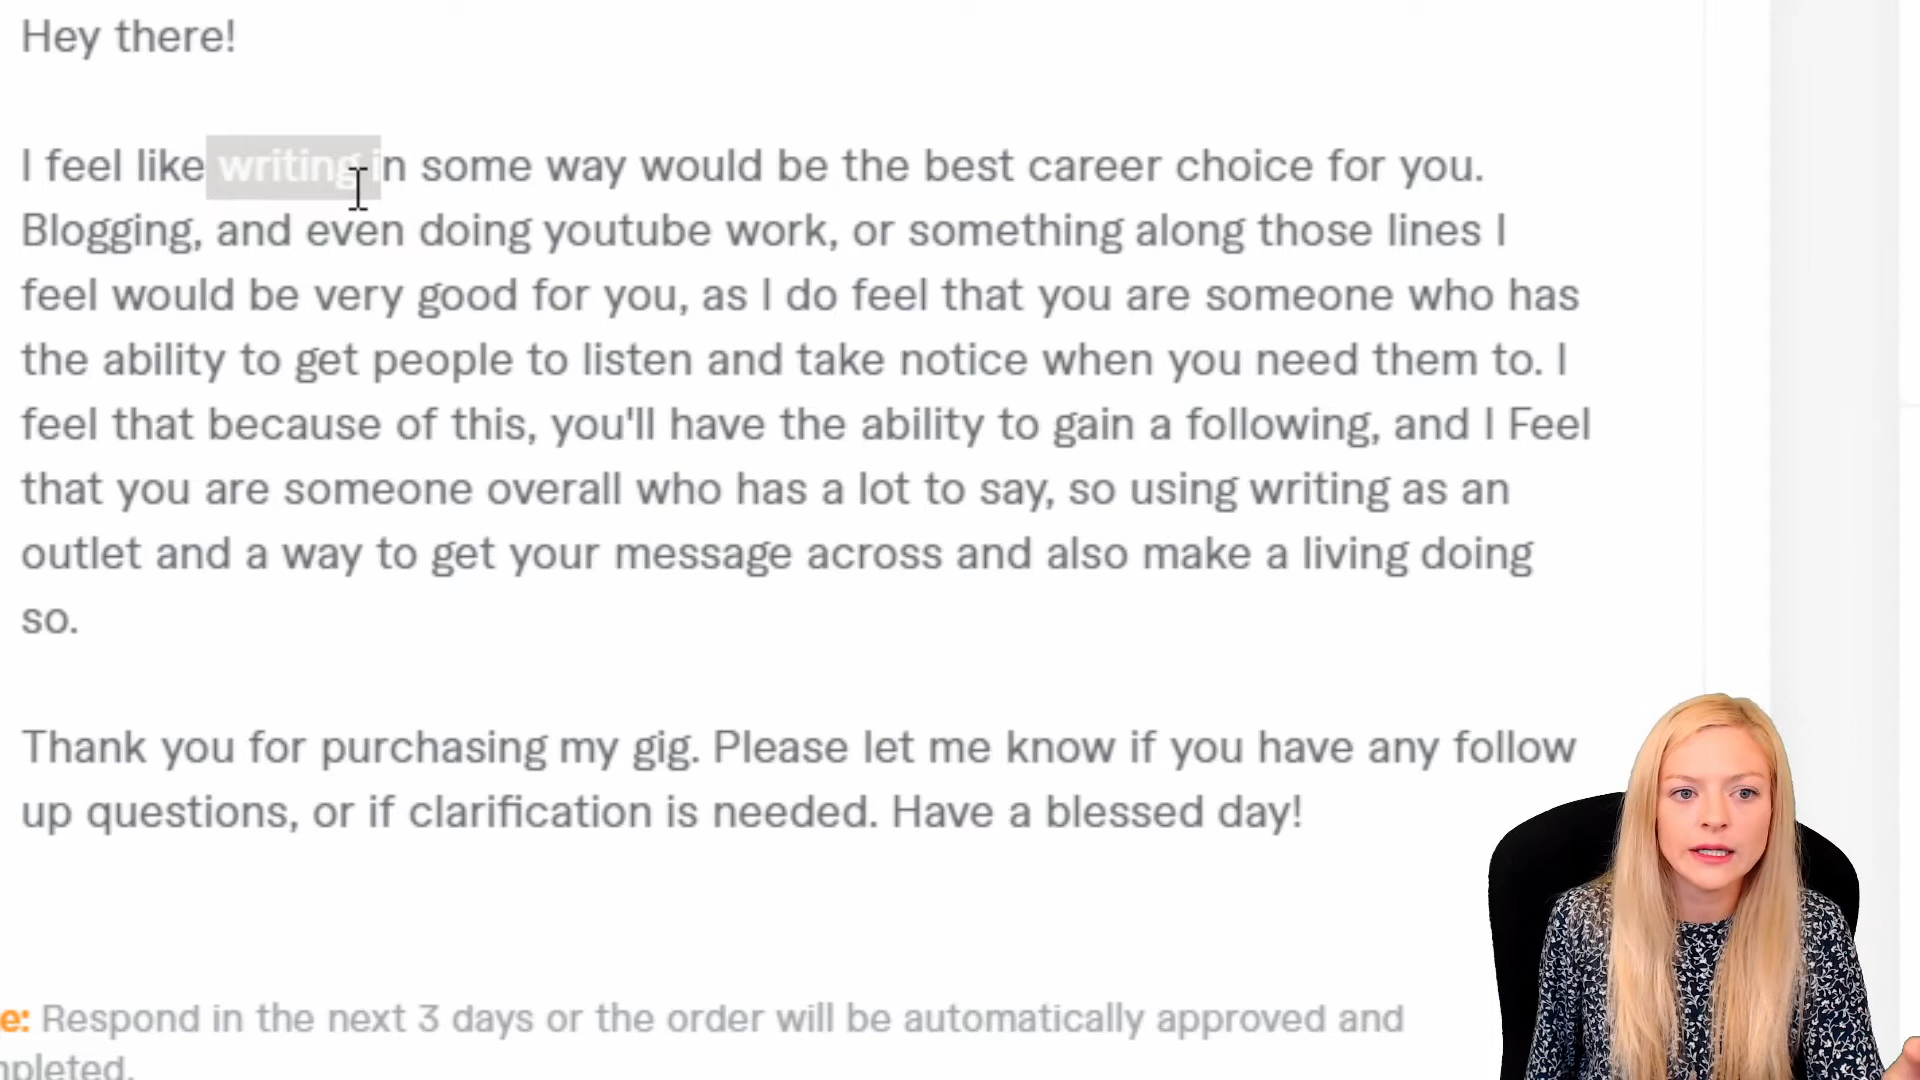 Hey there!
I feel like writing in some way would be the best career choice for you.
Blogging, and even doing youtube work, or something along those lines I
feel would be very good for you, as I do feel that you are someone who has
the ability to get people to listen and take notice when you need them to. I
feel that because of this, you'll have the ability to gain a following, and I Feel
that you are someone overall who has a lot to say, so using writing as an
outlet and a way to get your message across and also make a living doing
so.
Thank you for purchasing my gig. Please let me know if you have any follow
up questions, or if clarification is needed. Have a blessed day!
e: Respond in the next 3 days or the order will be automatically approved and
mpleted.